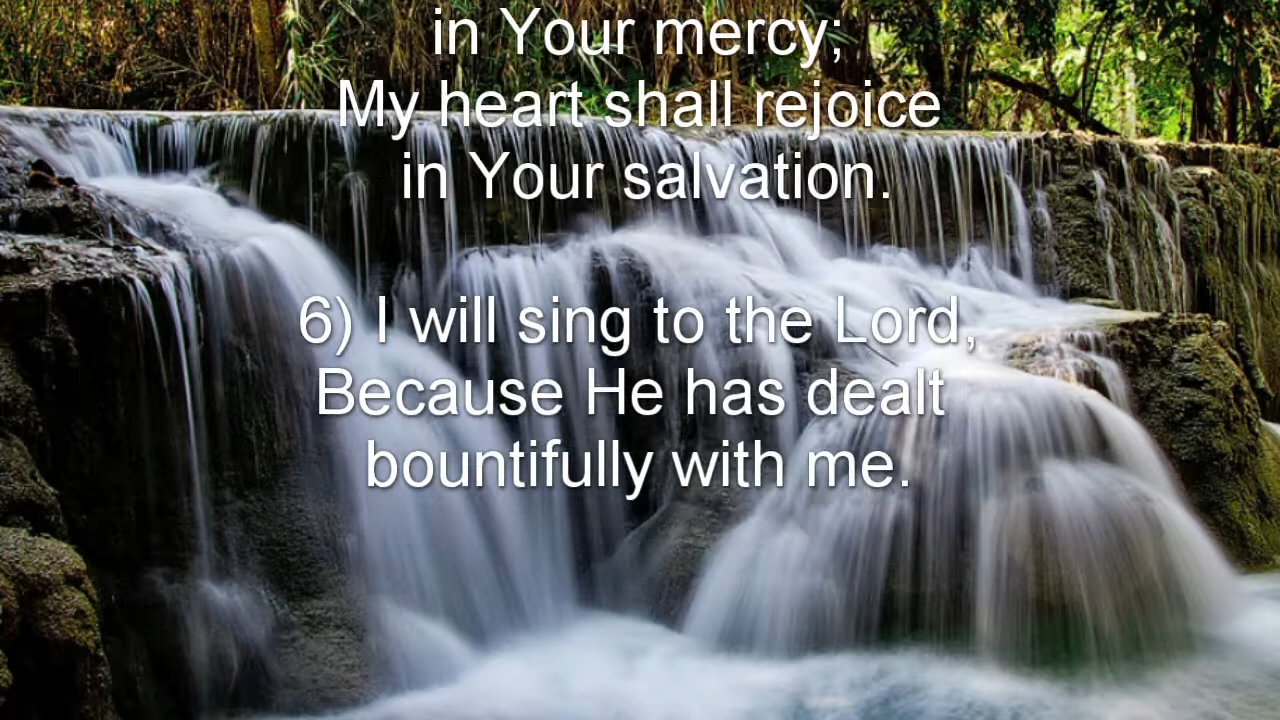 in Your mercy;
My heart shall rejoice
in Your salvation.
6) I will sing to the Lord,
Because He has dealt
bountifully with me.